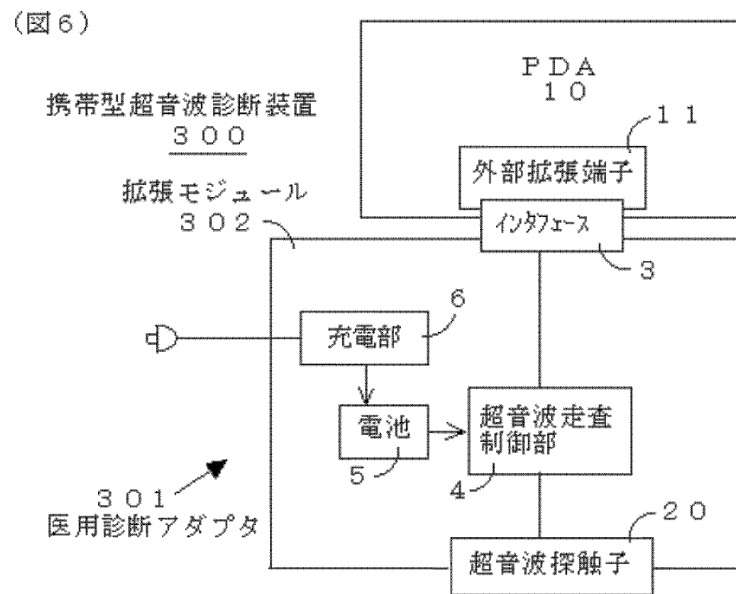 （図６）
ＰＤＡ
１０
携帯型超音波診断装置
３００
１１
外部拡張端子
拡張モジュール
３０２
インタフェース
３
６
充電部
電池
５
超音波走査
制御部
４
３０１
医用診断アダプタ
２０
超音波探触子